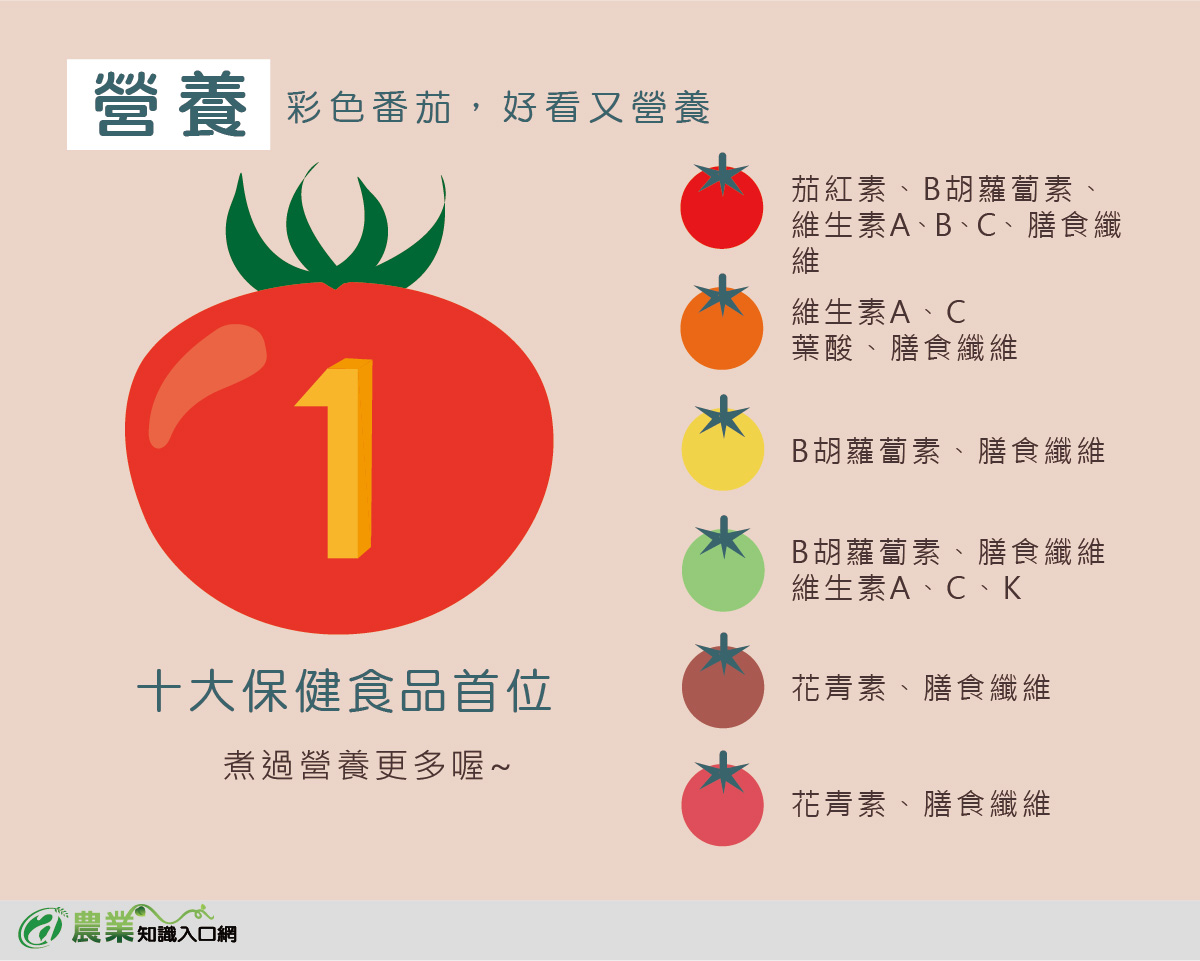 營養
彩色番茄，好看又營養
1
十大保健食品首位
煮過營養更多喔~
茄紅素、B胡蘿蔔素、
維生素A、B、C、膳食纖
維
維生素A、C
葉酸、膳食纖維
B胡蘿蔔素、膳食纖維
B胡蘿蔔素、膳食纖維
維生素A、C、K
花青素、膳食纖維
花青素、膳食纖維
農業知識入口網